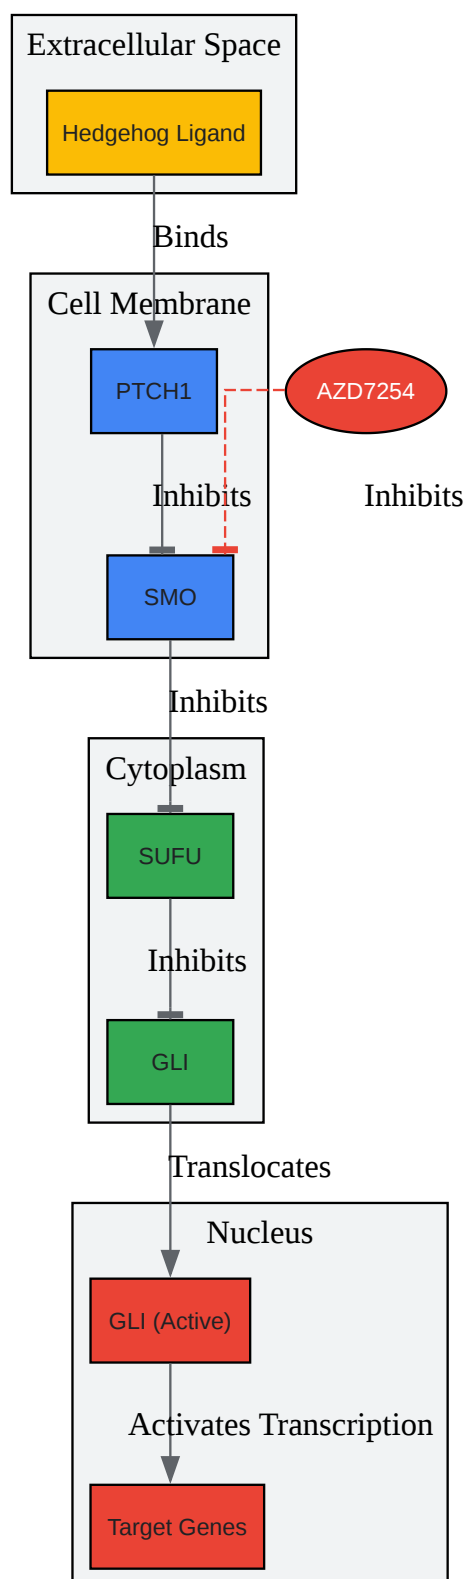 Extracellular Space
Hedgehog Ligand
Binds
Cell Membrane
PTCH1
AZD7254
Inhibits
Inhibits
SMO
Inhibits
Cytoplasm
SUFU
Inhibits
GLI
Translocates
Nucleus
GLI (Active)
Activates Transcription
Target Genes